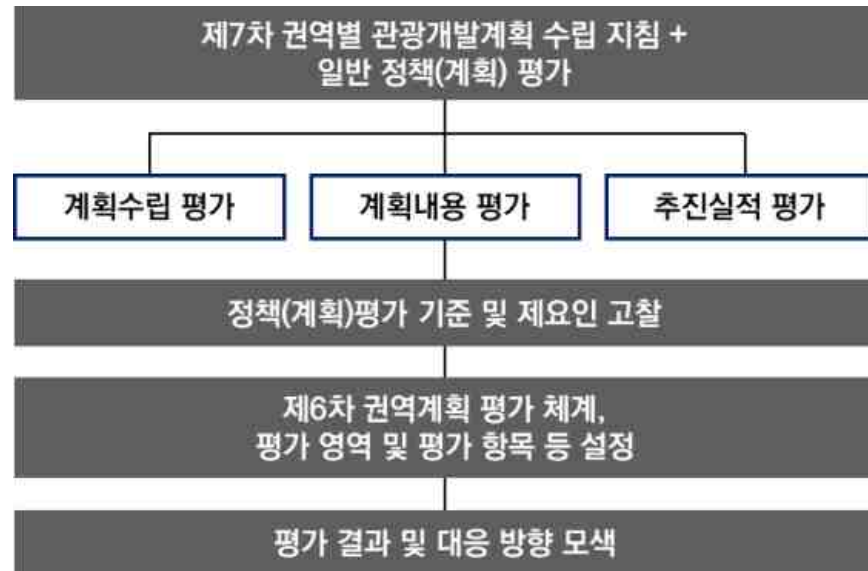 제7차 권역별 관광개발계획 수립 지침 +
일반 정책(계획) 평가
계획수립 평가
계획내용 평가
추진실적 평가
정책(계획)평가 기준 및 제요인 고찰
제6차 권역계획 평가 체계,
평가 영역 및 평가 항목 등 설정
평가 결과 및 대응 방향 모색